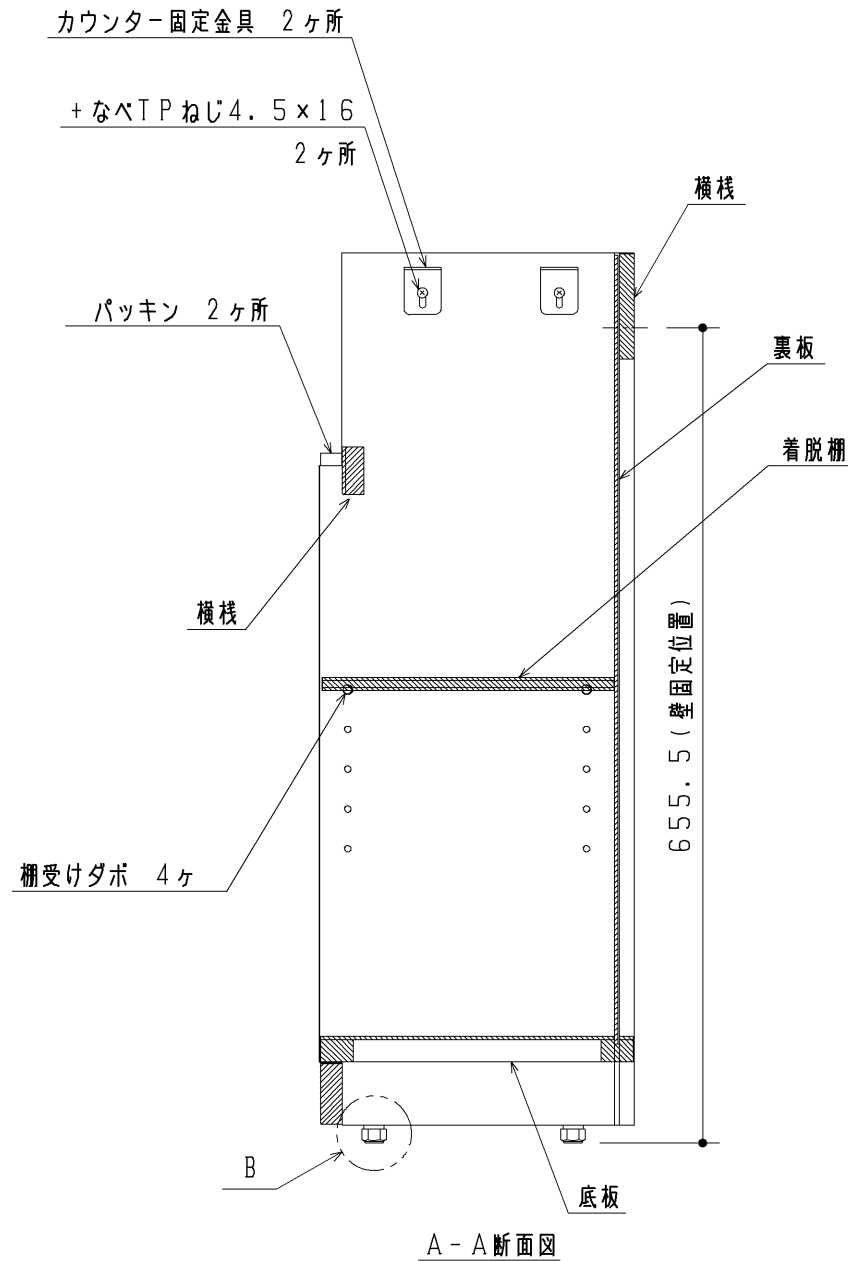 カウンター固定金具 2ヶ所
+なべTPねじ4.5×16
2ヶ所
横桟
パッキン 2ヶ所
裏板
着脱棚
横桟
655.5(壁固定位置)
棚受けダボ 4ヶ
B
底板
A-A断面図